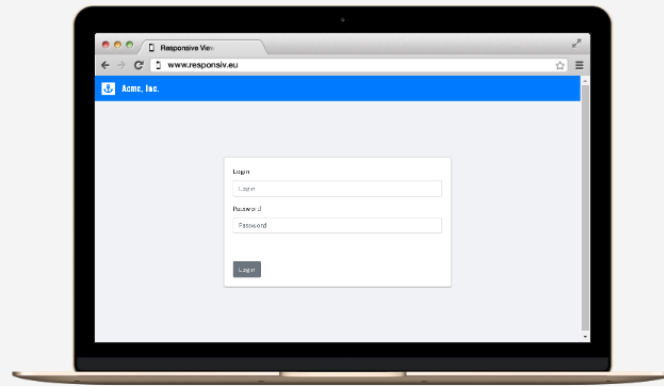 Responsive View
www.responsiv.eu
Acme, Inc.
Login
Login
Password
Password
Login